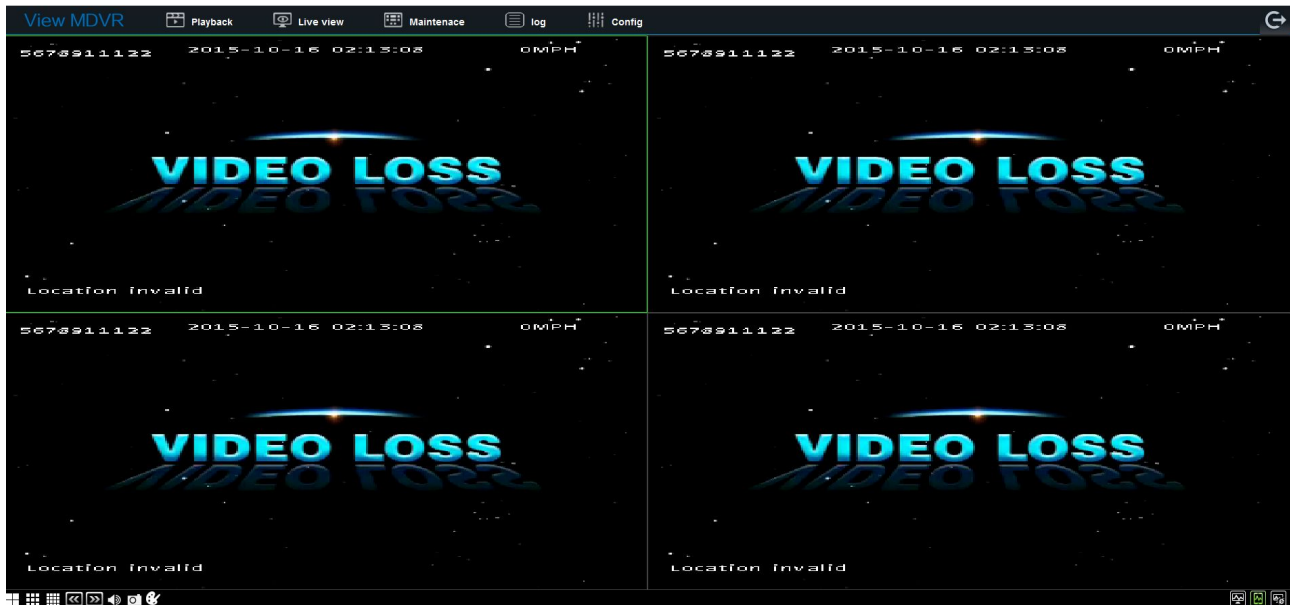 View MDVR Playback Live view Maintenace log Config
5678911122 2015-10-16 02:13:08 0MPH
VIDEO LOSS
Location invalid
5678911122 2015-10-16 02:13:08 0MPH
VIDEO LOSS
Location invalid
5678911122 2015-10-16 02:13:08 0MPH
VIDEO LOSS
Location invalid
5678911122 2015-10-16 02:13:08 0MPH
VIDEO LOSS
Location invalid